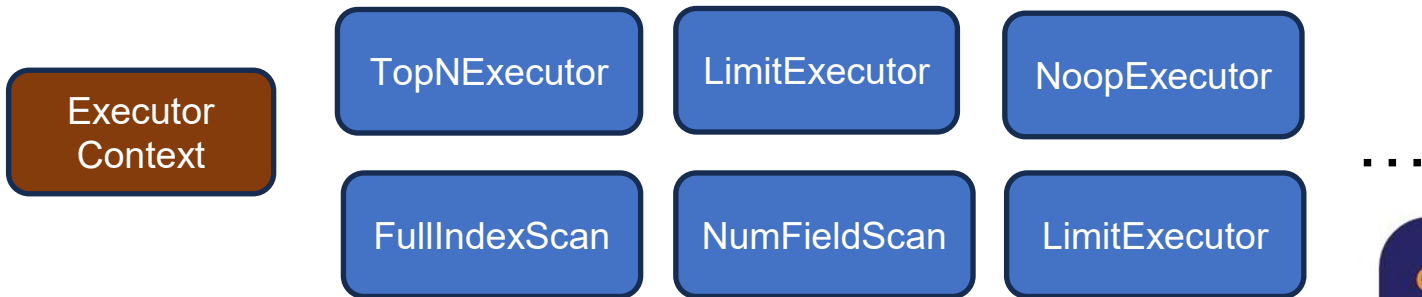 TopNExecutor LimitExecutor NoopExecutor
Executor
Context
....
FullIndexScan NumFieldScan LimitExecutor